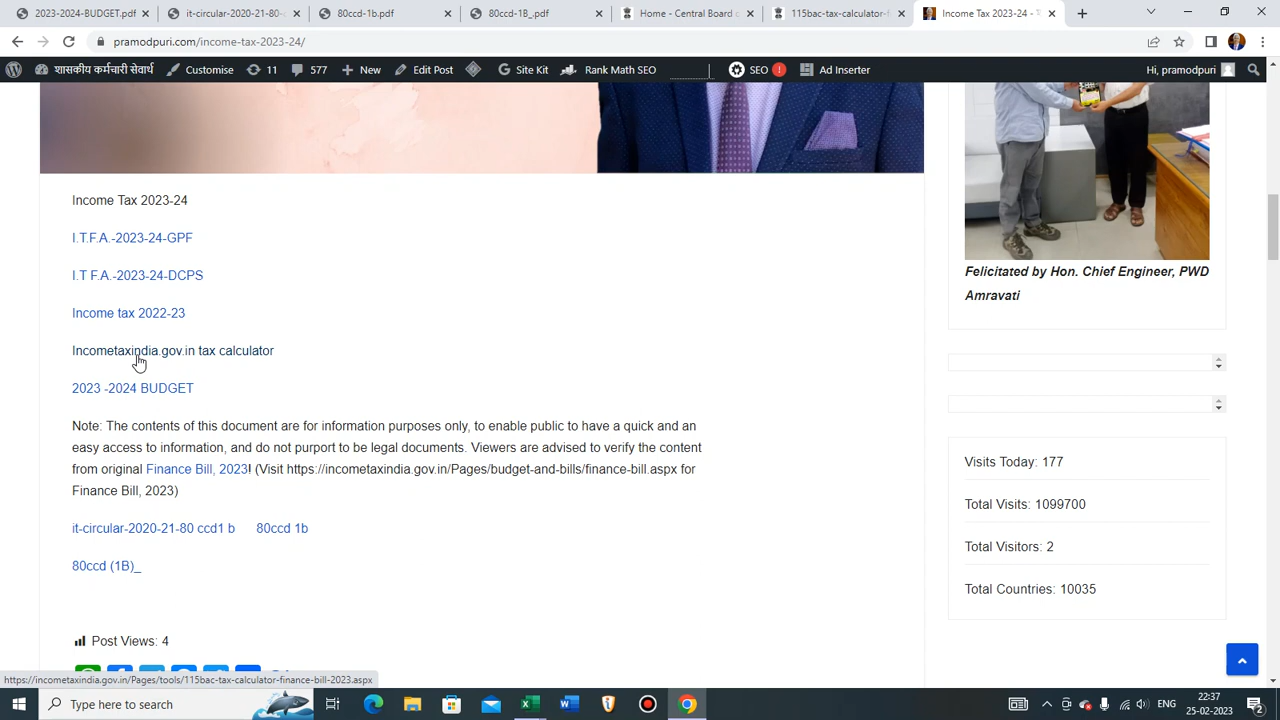 2023-2024-BUDGET.pdf
it-circular-2020-21-80-
80ccd-1b.pdf
80ccd-1B_.pdf
Home - Central Board
115bac-tax-calculator-
Income Tax 2023-24 -
pramodpuri.com/income-tax-2023-24/
शासकीय कर्मचारी सेवार्थ
Customise
11
577
New
Edit Post
Site Kit
Rank Math SEO
SEO
Ad Inserter
Hi, pramodpuri
Income Tax 2023-24
I.T.F.A.-2023-24-GPF
I.T F.A.-2023-24-DCPS
Income tax 2022-23
Incometaxindia.gov.in tax calculator
2023 -2024 BUDGET
Note: The contents of this document are for information purposes only, to enable public to have a quick and an
easy access to information, and do not purport to be legal documents. Viewers are advised to verify the content
from original Finance Bill, 2023! (Visit https://incometaxindia.gov.in/Pages/budget-and-bills/finance-bill.aspx for
Finance Bill, 2023)
it-circular-2020-21-80 ccd1 b 80ccd 1b
80ccd (1B)_
Post Views: 4
Felicitated by Hon. Chief Engineer, PWD
Amravati
Visits Today: 177
Total Visits: 1099700
Total Visitors: 2
Total Countries: 10035
https://incometaxindia.gov.in/Pages/tools/115bac-tax-calculator-finance-bill-2023.aspx
Type here to search
ENG
22:37
25-02-2023
2